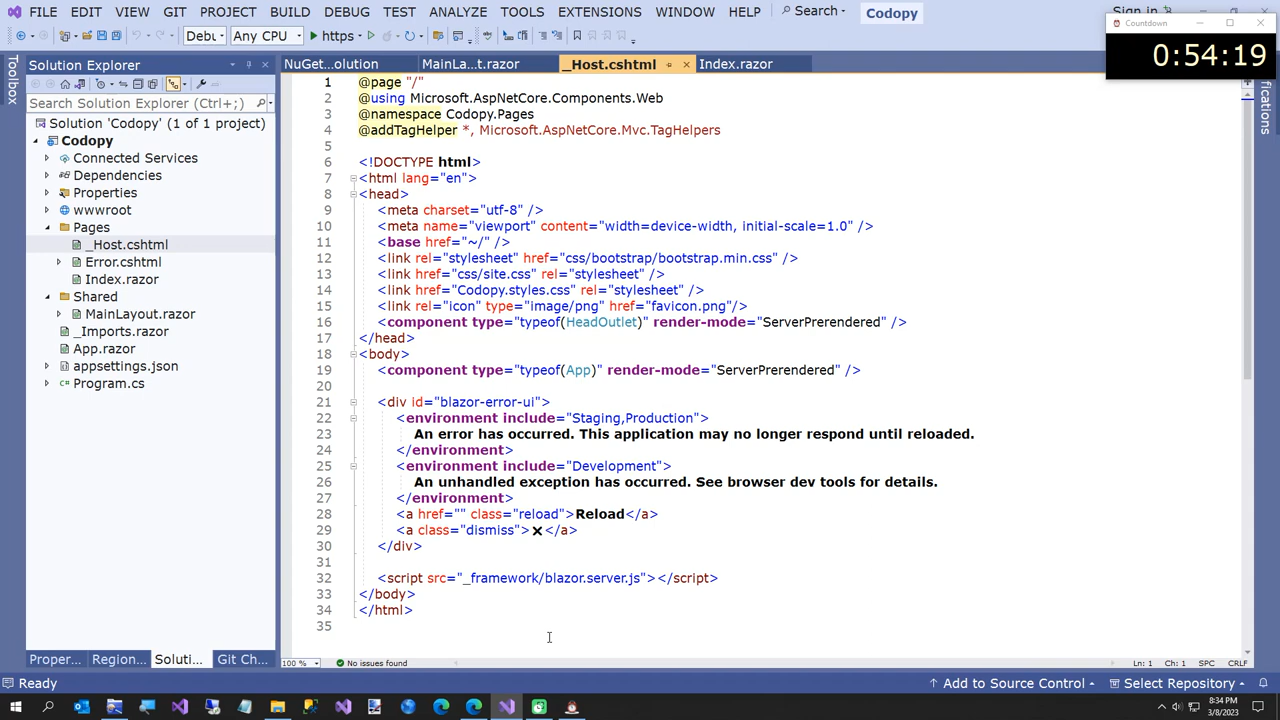 FILE EDIT VIEW GIT PROJECT BUILD DEBUG TEST ANALYZE TOOLS EXTENSIONS WINDOW HELP Search Codopy Sign in
Countdown
0:54:19
Debu Any CPU https
Toolbox
Solution Explorer
NuGet...olution MainLa...t.razor _Host.cshtml Index.razor
Search Solution Explorer (Ctrl+;)
Solution 'Codopy' (1 of 1 project)
Codopy
Connected Services
Dependencies
Properties
wwwroot
Pages
_Host.cshtml
Error.cshtml
Index.razor
Shared
MainLayout.razor
_Imports.razor
App.razor
appsettings.json
Program.cs
Proper... Region... Soluti... Git Ch...
1 @page "/"
2 @using Microsoft.AspNetCore.Components.Web
3 @namespace Codopy.Pages
4 @addTagHelper *, Microsoft.AspNetCore.Mvc.TagHelpers
5
6 <!DOCTYPE html>
7 <html lang="en">
8 <head>
9 <meta charset="utf-8" />
10 <meta name="viewport" content="width=device-width, initial-scale=1.0" />
11 <base href="~/" />
12 <link rel="stylesheet" href="css/bootstrap/bootstrap.min.css" />
13 <link href="css/site.css" rel="stylesheet" />
14 <link href="Codopy.styles.css" rel="stylesheet" />
15 <link rel="icon" type="image/png" href="favicon.png"/>
16 <component type="typeof(HeadOutlet)" render-mode="ServerPrerendered" />
17 </head>
18 <body>
19 <component type="typeof(App)" render-mode="ServerPrerendered" />
20
21 <div id="blazor-error-ui">
22 <environment include="Staging,Production">
23 An error has occurred. This application may no longer respond until reloaded.
24 </environment>
25 <environment include="Development">
26 An unhandled exception has occurred. See browser dev tools for details.
27 </environment>
28 <a href="" class="reload">Reload</a>
29 <a class="dismiss">🗙</a>
30 </div>
31
32 <script src="_framework/blazor.server.js"></script>
33 </body>
34 </html>
35
100 % No issues found Ln: 1 Ch: 1 SPC CRLF
Ready Add to Source Control Select Repository
8:34 PM
3/8/2023